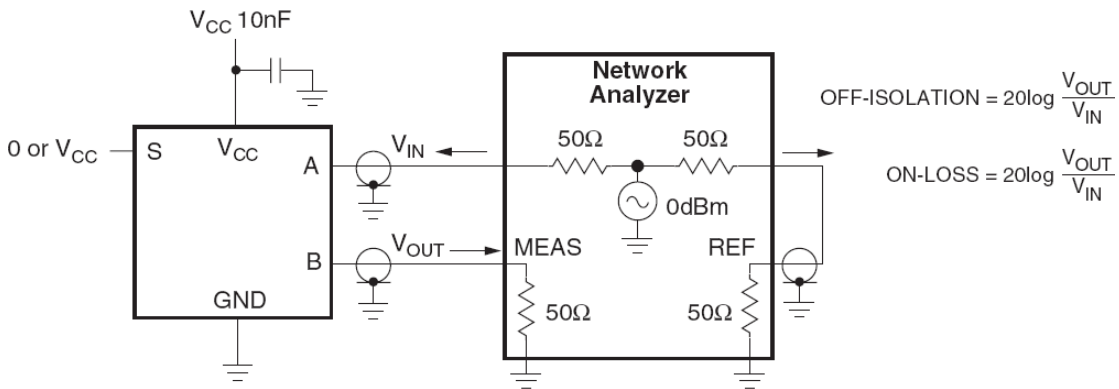 V_CC 10nF
0 or V_CC
S
V_CC
A
B
GND
V_IN
V_OUT
Network
Analyzer
50Ω
50Ω
0dBm
MEAS
REF
50Ω
50Ω
OFF-ISOLATION = 20log V_OUT / V_IN
ON-LOSS = 20log V_OUT / V_IN